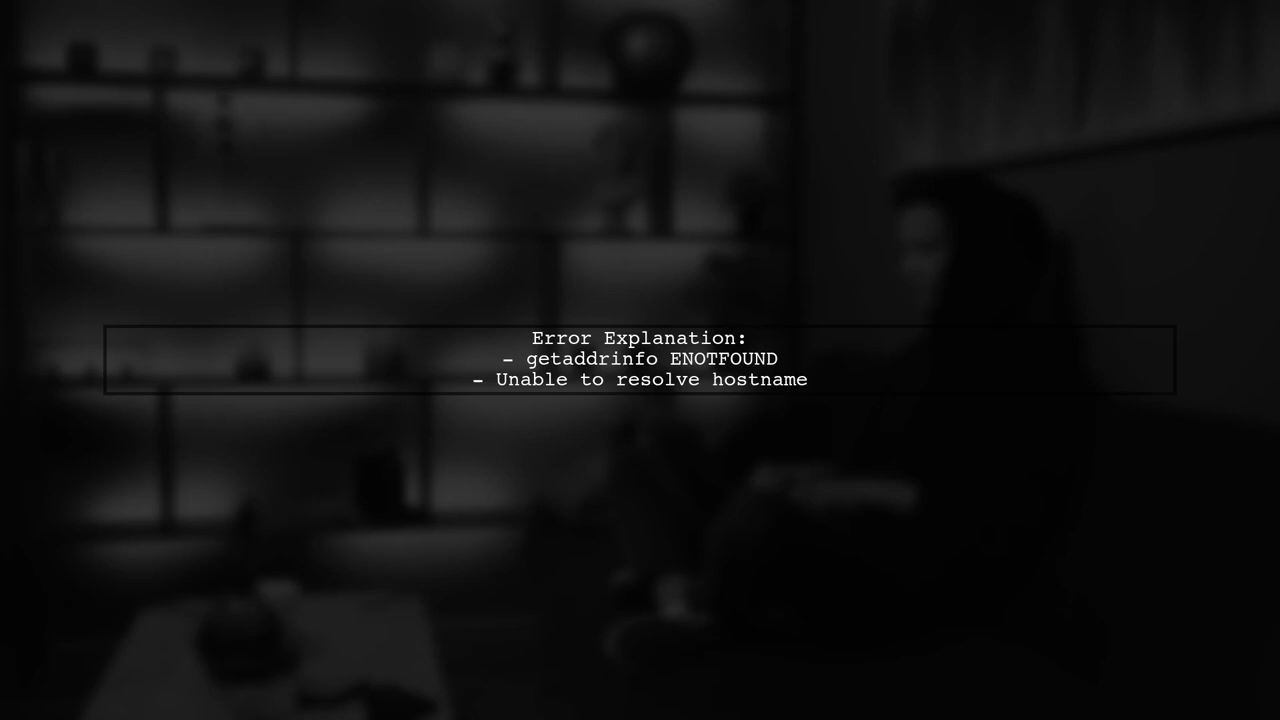 Error Explanation:
– getaddrinfo ENOTFOUND
– Unable to resolve hostname